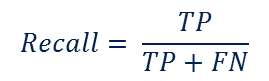 Recall = TP / TP + FN